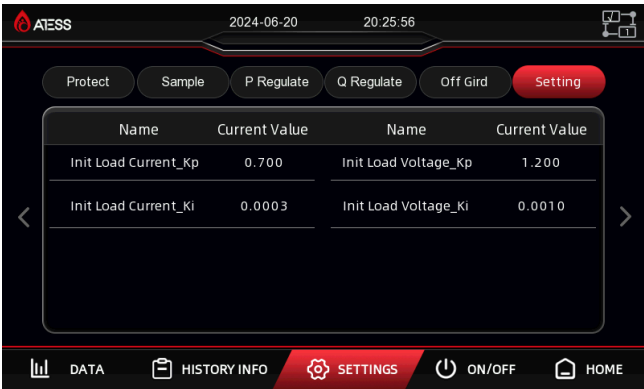 ATESS 2024-06-20 20:25:56
1
Protect Sample P Regulate Q Regulate Off Gird Setting
Name Current Value Name Current Value
Init Load Current_Kp 0.700 Init Load Voltage_Kp 1.200
Init Load Current_Ki 0.0003 Init Load Voltage_Ki 0.0010
DATA HISTORY INFO SETTINGS ON/OFF HOME